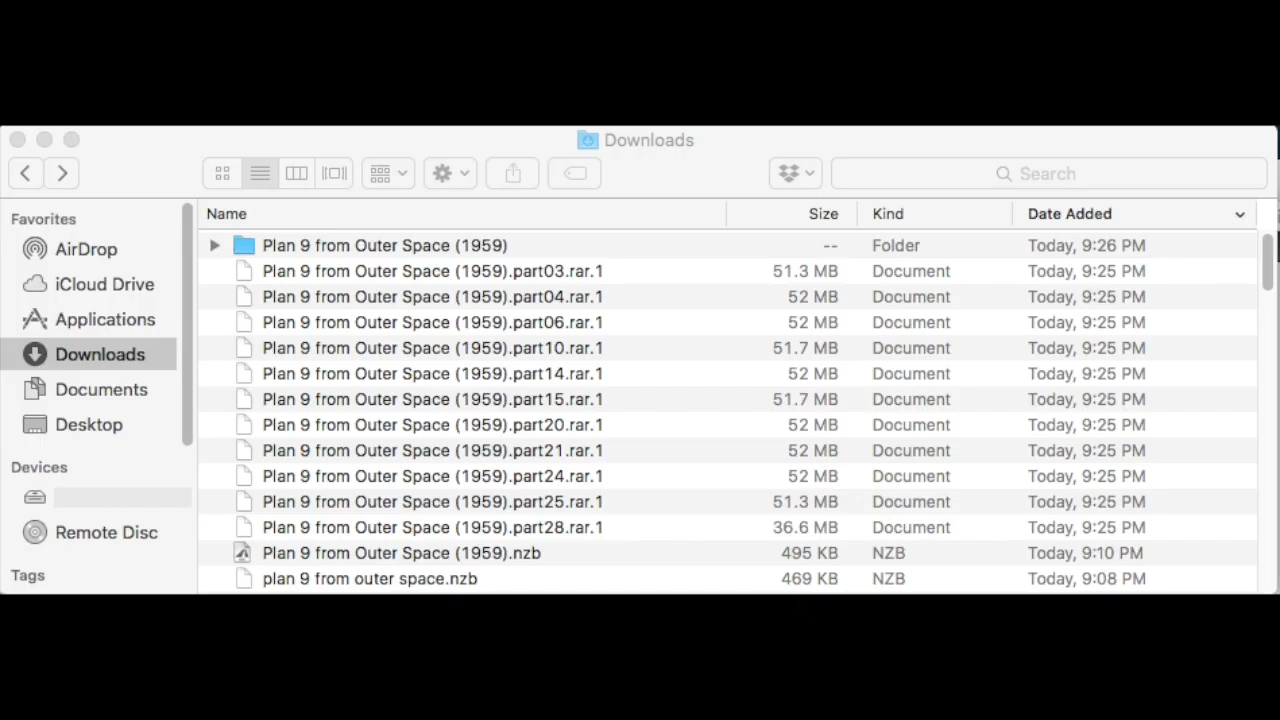 Downloads
Search
Favorites
AirDrop
iCloud Drive
Applications
Downloads
Documents
Desktop
Devices
Remote Disc
Tags
Name Size Kind Date Added
Plan 9 from Outer Space (1959) -- Folder Today, 9:26 PM
Plan 9 from Outer Space (1959).part03.rar.1 51.3 MB Document Today, 9:25 PM
Plan 9 from Outer Space (1959).part04.rar.1 52 MB Document Today, 9:25 PM
Plan 9 from Outer Space (1959).part06.rar.1 52 MB Document Today, 9:25 PM
Plan 9 from Outer Space (1959).part10.rar.1 51.7 MB Document Today, 9:25 PM
Plan 9 from Outer Space (1959).part14.rar.1 52 MB Document Today, 9:25 PM
Plan 9 from Outer Space (1959).part15.rar.1 51.7 MB Document Today, 9:25 PM
Plan 9 from Outer Space (1959).part20.rar.1 52 MB Document Today, 9:25 PM
Plan 9 from Outer Space (1959).part21.rar.1 52 MB Document Today, 9:25 PM
Plan 9 from Outer Space (1959).part24.rar.1 52 MB Document Today, 9:25 PM
Plan 9 from Outer Space (1959).part25.rar.1 51.3 MB Document Today, 9:25 PM
Plan 9 from Outer Space (1959).part28.rar.1 36.6 MB Document Today, 9:25 PM
Plan 9 from Outer Space (1959).nzb 495 KB NZB Today, 9:10 PM
plan 9 from outer space.nzb 469 KB NZB Today, 9:08 PM